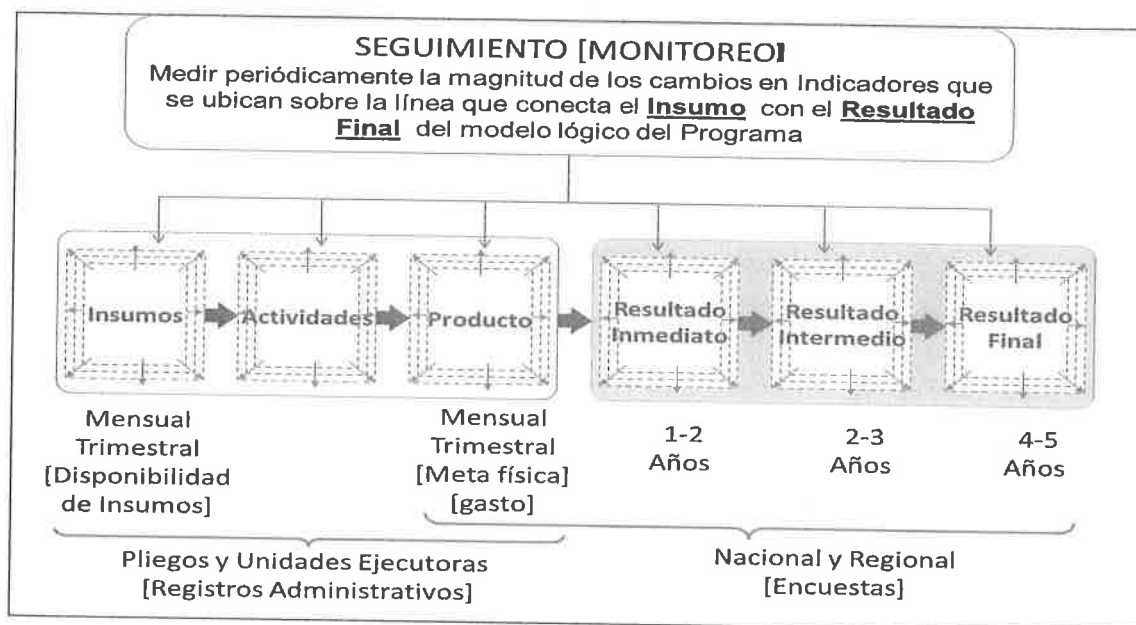 SEGUIMIENTO [MONITOREO]
Medir periódicamente la magnitud de los cambios en Indicadores que
se ubican sobre la línea que conecta el Insumo con el Resultado
Final del modelo lógico del Programa
Insumos
Actividades
Producto
Resultado
Inmediato
Resultado
Intermedio
Resultado
Final
Mensual
Trimestral
[Disponibilidad
de Insumos]
Mensual
Trimestral
[Meta física]
[gasto]
1-2
Años
2-3
Años
4-5
Años
Pliegos y Unidades Ejecutoras
[Registros Administrativos]
Nacional y Regional
[Encuestas]